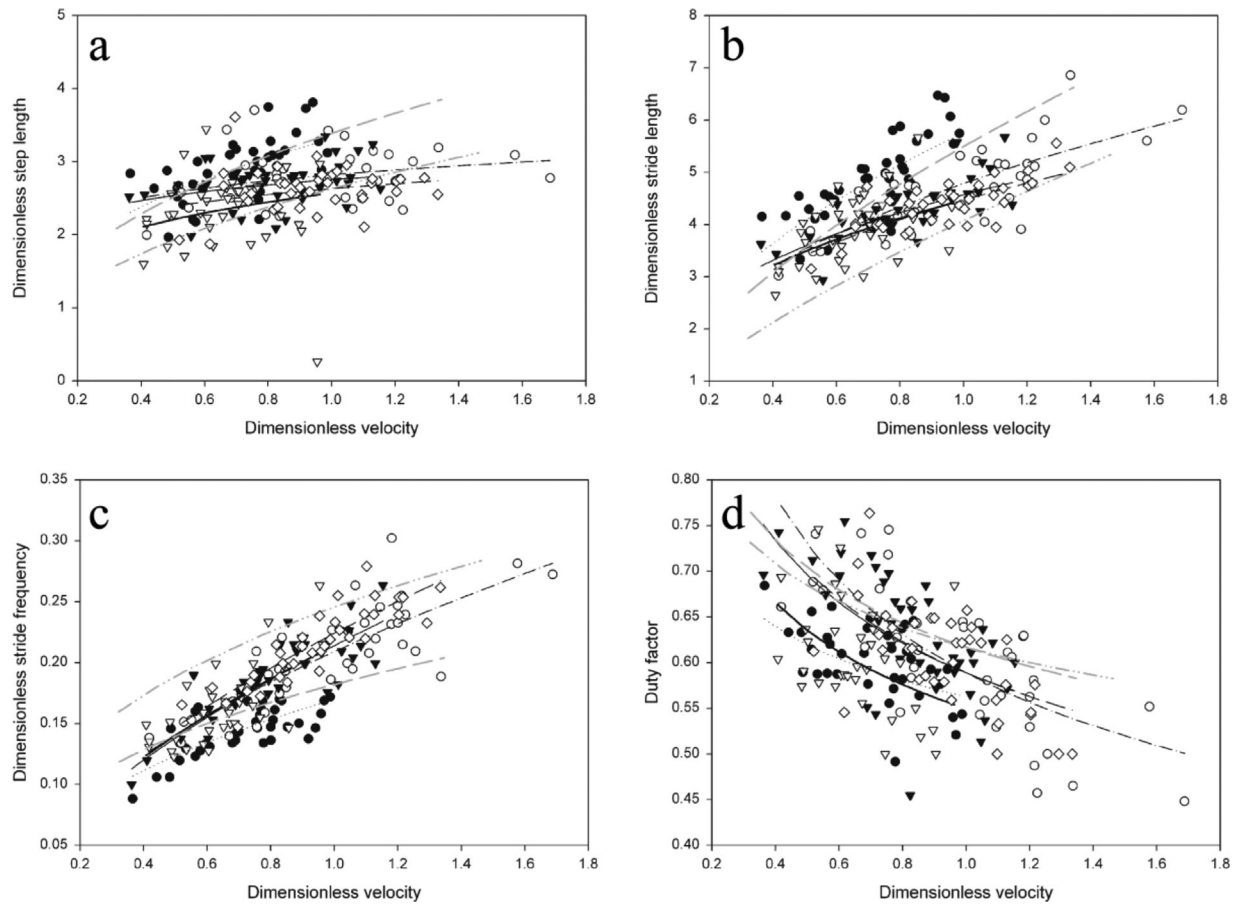 a
5
4
3
2
1
0
Dimensionless step length
0.2 0.4 0.6 0.8 1.0 1.2 1.4 1.6 1.8
Dimensionless velocity
b
8
7
6
5
4
3
2
1
Dimensionless stride length
0.2 0.4 0.6 0.8 1.0 1.2 1.4 1.6 1.8
Dimensionless velocity
c
0.35
0.30
0.25
0.20
0.15
0.10
0.05
Dimensionless stride frequency
0.2 0.4 0.6 0.8 1.0 1.2 1.4 1.6 1.8
Dimensionless velocity
d
0.80
0.75
0.70
0.65
0.60
0.55
0.50
0.45
0.40
Duty factor
0.2 0.4 0.6 0.8 1.0 1.2 1.4 1.6 1.8
Dimensionless velocity